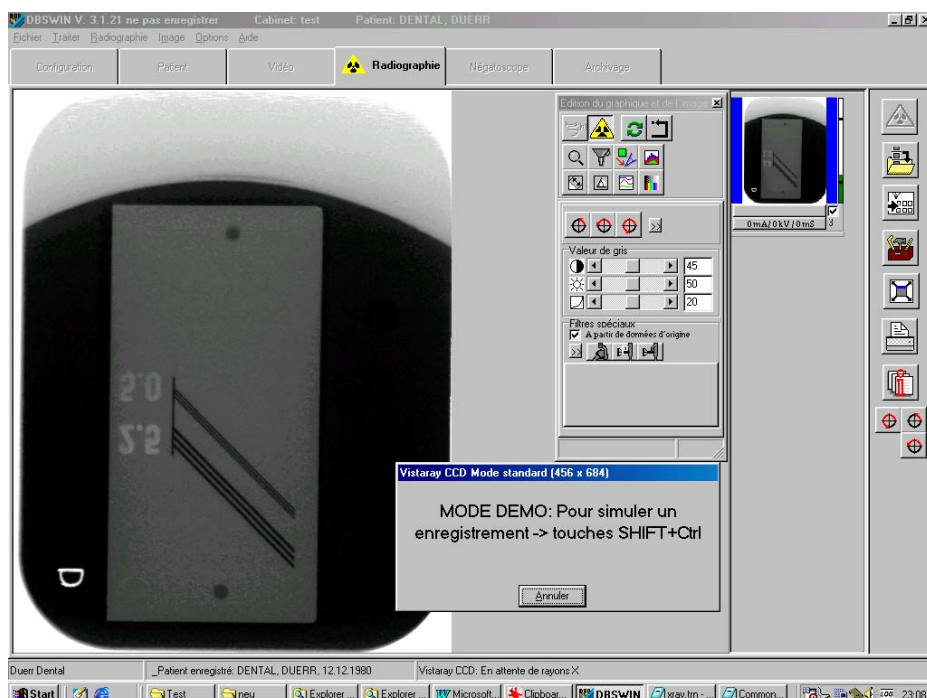 DBSWIN V. 3.1.21 ne pas enregistrer Cabinet: test Patient: DENTAL, DUERR
Fichier Traiter Radiographie Image Options Aide
Configuration Patient Vidéo Radiographie Négatoscope Archivage
Edition du graphique et de l'image
0mA/0kV/0mS 3
Valeur de gris
45
50
20
Filtres spéciaux
A partir de données d'origine
5.0
2.5
D
Vistaray CCD Mode standard (456 x 684)
MODE DEMO: Pour simuler un
enregistrement -> touches SHIFT+Ctrl
Annuler
Duerr Dental _Patient enregistré: DENTAL, DUERR, 12.12.1980 Vistaray CCD: En attente de rayons X
Start Test neu Explorer ... Explorer ... Microsoft... Clipboar... DBSWIN xray.trn - ... Common... 23:08